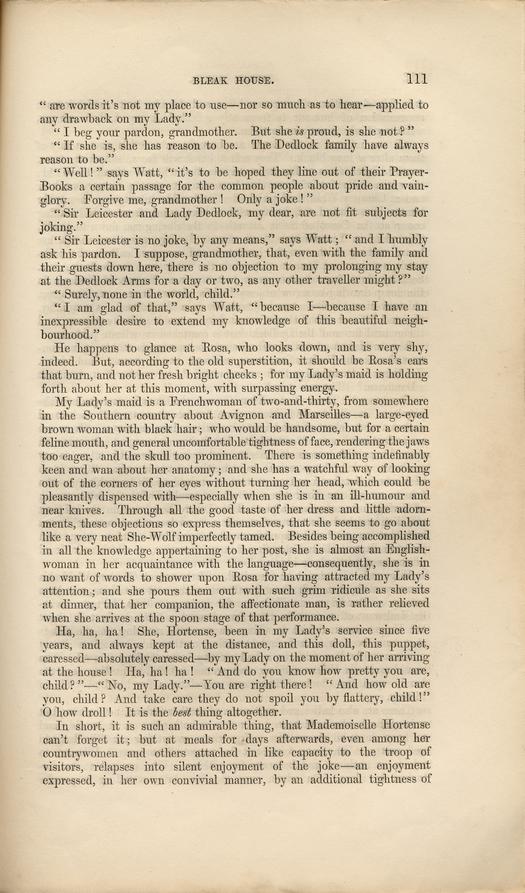 BLEAK HOUSE. 111
“ are words it’s not my place to use—nor so much as to hear—applied to
any drawback on my Lady.”
“ I beg your pardon, grandmother. But she is proud, is she not ? ”
“ If she is, she has reason to be. The Dedlock family have always
reason to be.”
“ Well ! ” says Watt, “ it’s to be hoped they line out of their Prayer-
Books a certain passage for the common people about pride and vain-
glory. Forgive me, grandmother ! Only a joke ! ”
“ Sir Leicester and Lady Dedlock, my dear, are not fit subjects for
joking.”
“ Sir Leicester is no joke, by any means,” says Watt ; “ and I humbly
ask his pardon. I suppose, grandmother, that, even with the family and
their guests down here, there is no objection to my prolonging my stay
at the Dedlock Arms for a day or two, as any other traveller might ? ”
“ Surely, none in the world, child.”
“ I am glad of that,” says Watt, “ because I—because I have an
inexpressible desire to extend my knowledge of this beautiful neigh-
bourhood.”
He happens to glance at Rosa, who looks down, and is very shy,
indeed. But, according to the old superstition, it should be Rosa’s ears
that burn, and not her fresh bright cheeks ; for my Lady’s maid is holding
forth about her at this moment, with surpassing energy.
My Lady’s maid is a Frenchwoman of two-and-thirty, from somewhere
in the Southern country about Avignon and Marseilles—a large-eyed
brown woman with black hair ; who would be handsome, but for a certain
feline mouth, and general uncomfortable tightness of face, rendering the jaws
too eager, and the skull too prominent. There is something indefinably
keen and wan about her anatomy ; and she has a watchful way of looking
out of the corners of her eyes without turning her head, which could be
pleasantly dispensed with—especially when she is in an ill-humour and
near knives. Through all the good taste of her dress and little adorn-
ments, these objections so express themselves, that she seems to go about
like a very neat She-Wolf imperfectly tamed. Besides being accomplished
in all the knowledge appertaining to her post, she is almost an English-
woman in her acquaintance with the language—consequently, she is in
no want of words to shower upon Rosa for having attracted my Lady’s
attention ; and she pours them out with such grim ridicule as she sits
at dinner, that her companion, the affectionate man, is rather relieved
when she arrives at the spoon stage of that performance.
Ha, ha, ha ! She, Hortense, been in my Lady’s service since five
years, and always kept at the distance, and this doll, this puppet,
caressed—absolutely caressed—by my Lady on the moment of her arriving
at the house ! Ha, ha ! ha ! “ And do you know how pretty you are,
child ? ”—“ No, my Lady.”—You are right there ! “ And how old are
you, child ? And take care they do not spoil you by flattery, child ! ”
O how droll ! It is the best thing altogether.
In short, it is such an admirable thing, that Mademoiselle Hortense
can’t forget it ; but at meals for days afterwards, even among her
countrywomen and others attached in like capacity to the troop of
visitors, relapses into silent enjoyment of the joke—an enjoyment
expressed, in her own convivial manner, by an additional tightness of